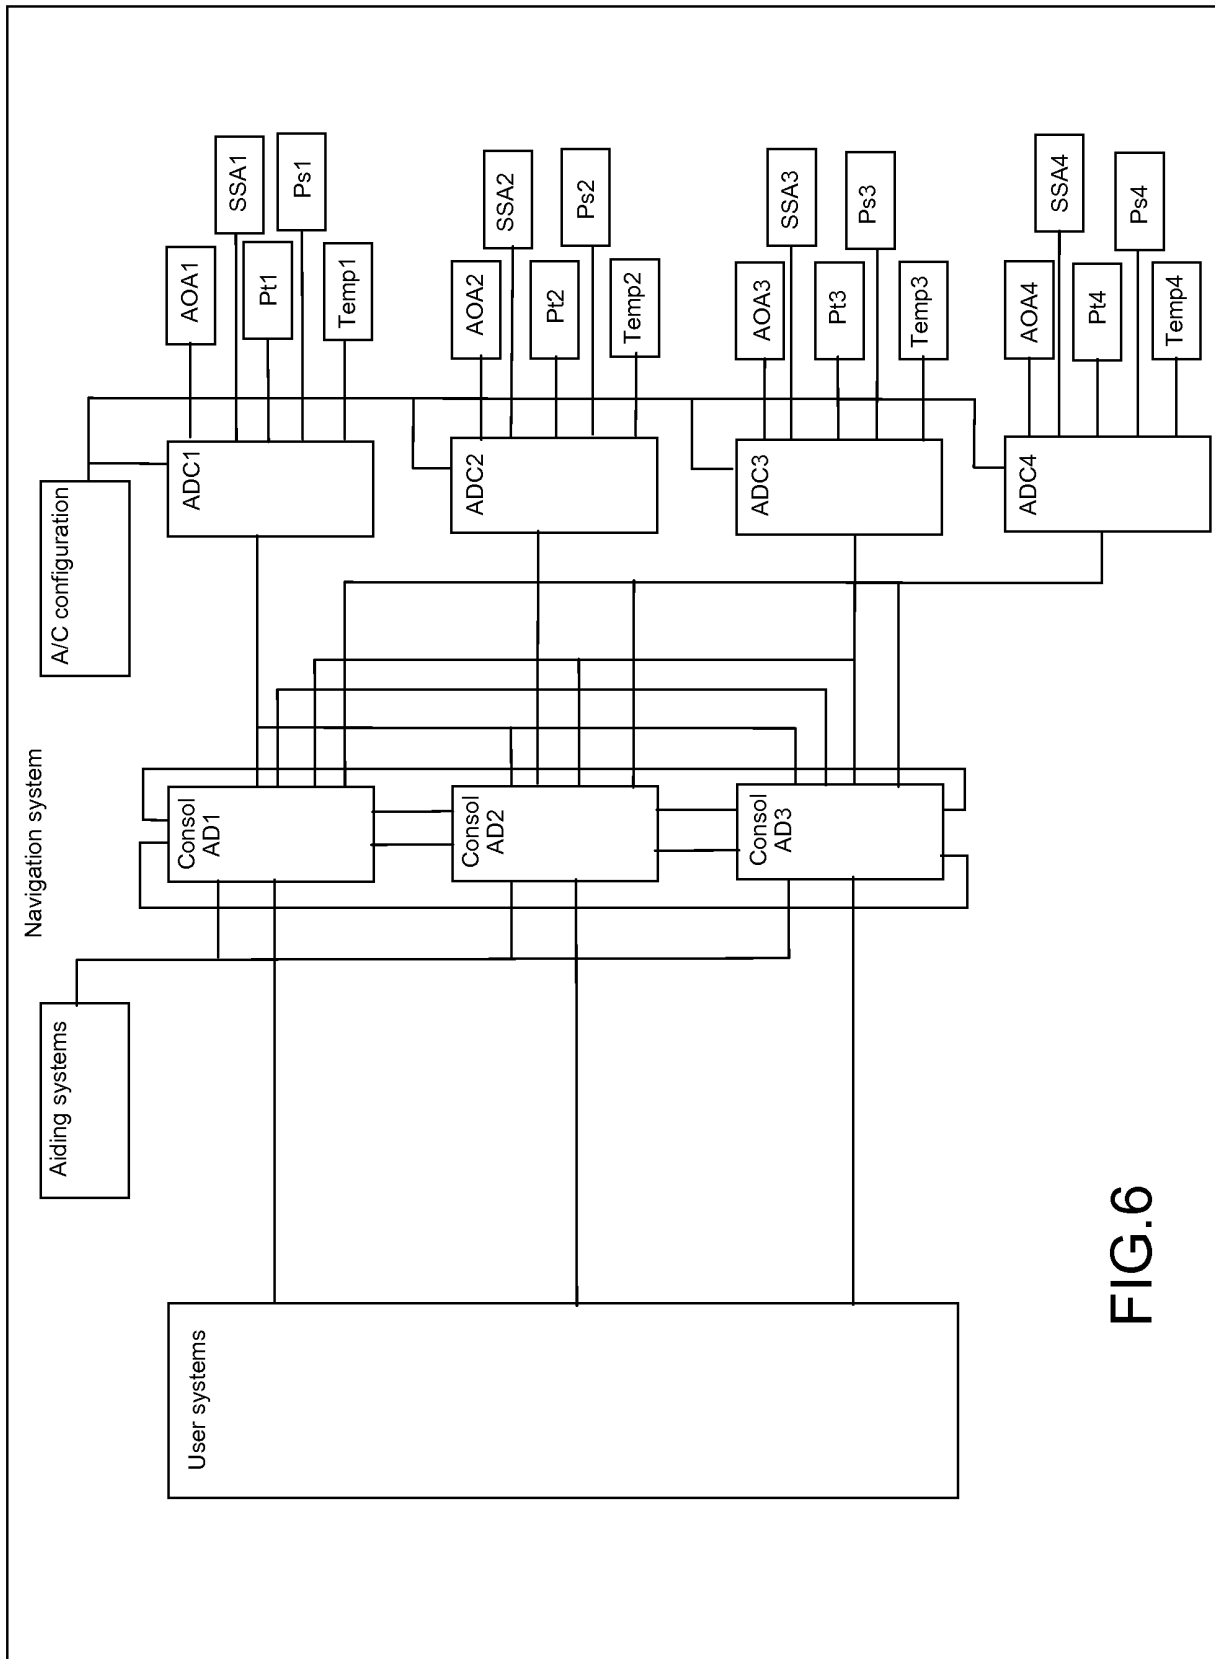 Navigation system
Aiding systems
A/C configuration
User systems
Consol
AD1
Consol
AD2
Consol
AD3
ADC1
AOA1
SSA1
Pt1
Ps1
Temp1
ADC2
AOA2
SSA2
Pt2
Ps2
Temp2
ADC3
AOA3
SSA3
Pt3
Ps3
Temp3
ADC4
AOA4
SSA4
Pt4
Ps4
Temp4
FIG.6